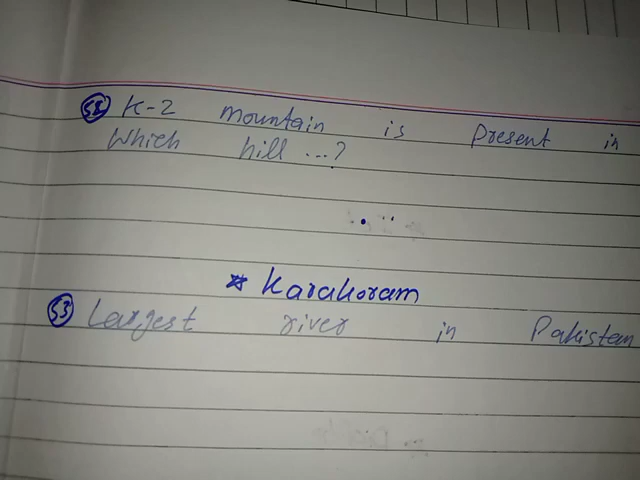 52 K-2 mountain is present in
which hill ...?
* Karakoram
53 Largest river in Pakistan